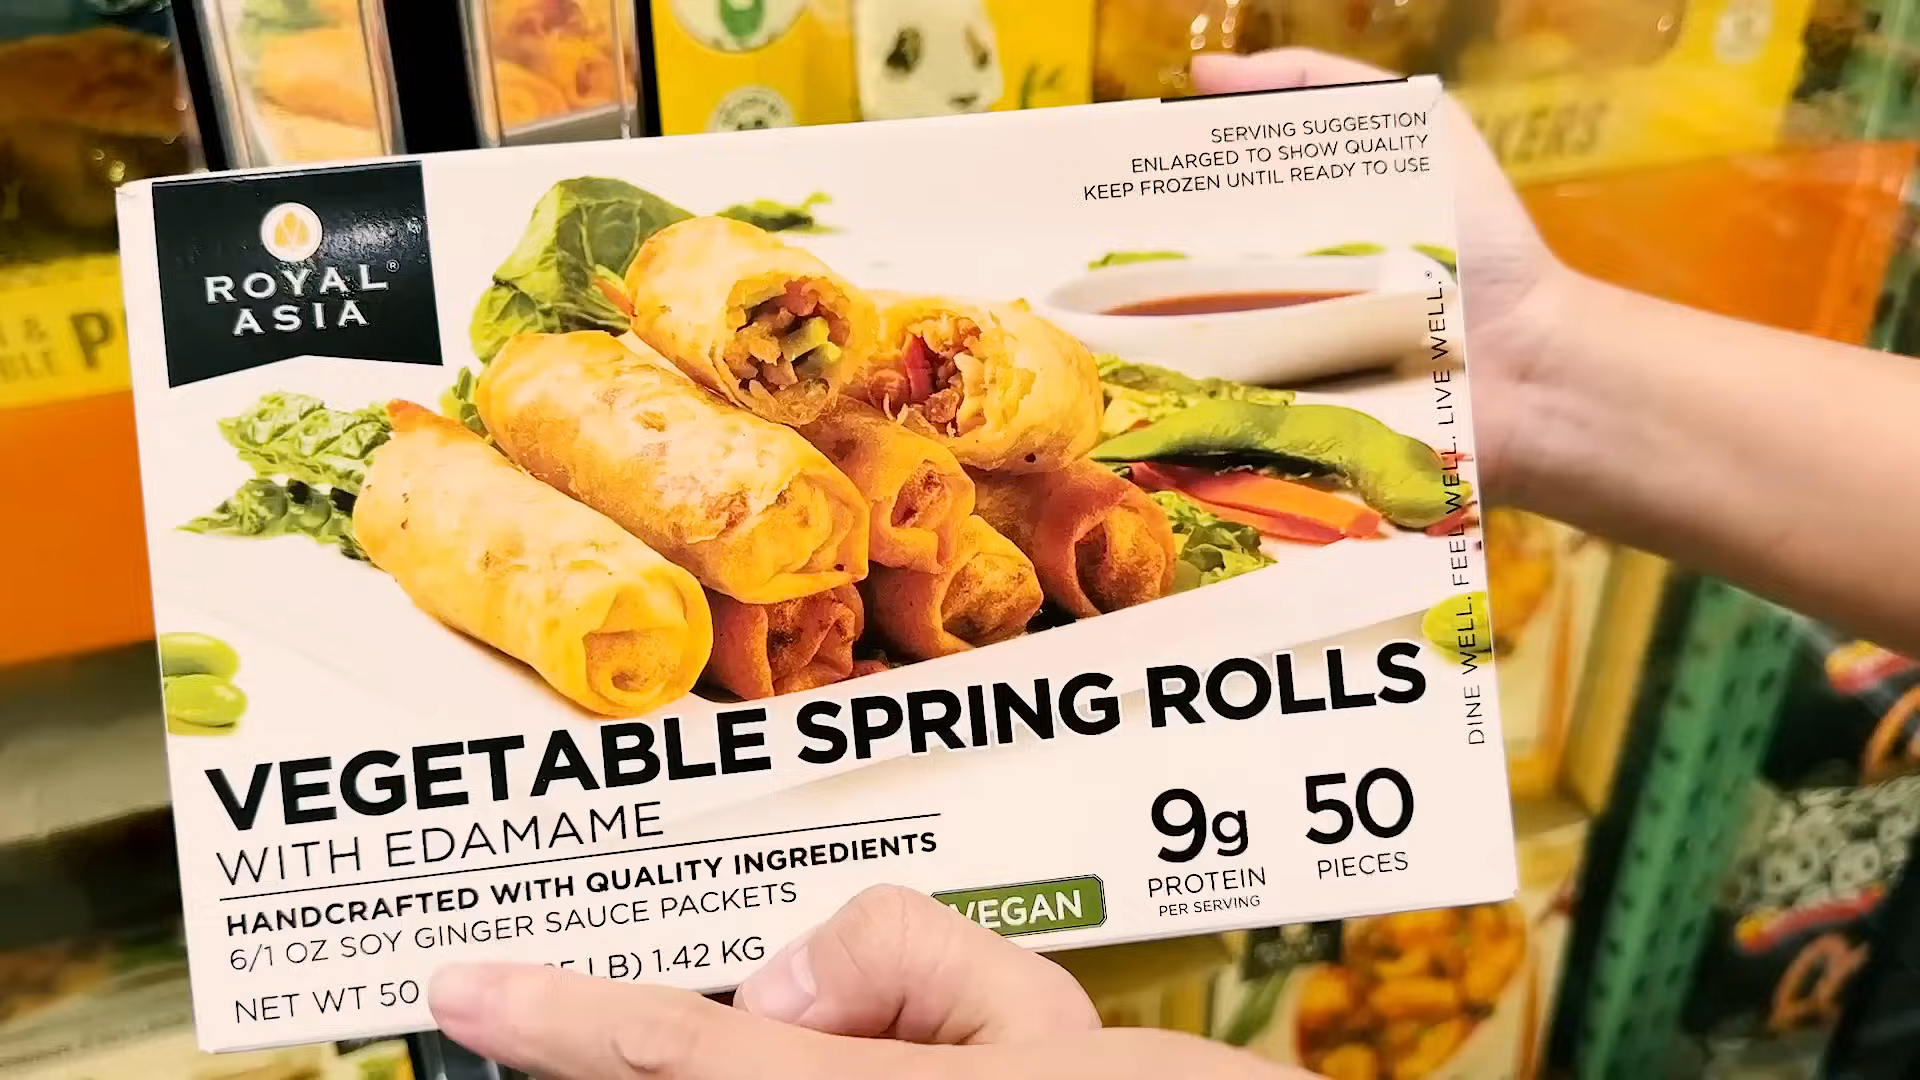 SERVING SUGGESTION
ENLARGED TO SHOW QUALITY
KEEP FROZEN UNTIL READY TO USE
ROYAL®
ASIA
DINE WELL. FEEL WELL. LIVE WELL.®
VEGETABLE SPRING ROLLS
WITH EDAMAME
HANDCRAFTED WITH QUALITY INGREDIENTS
6/1 OZ SOY GINGER SAUCE PACKETS
NET WT 50 LB) 1.42 KG
VEGAN
9g
PROTEIN
PER SERVING
50
PIECES